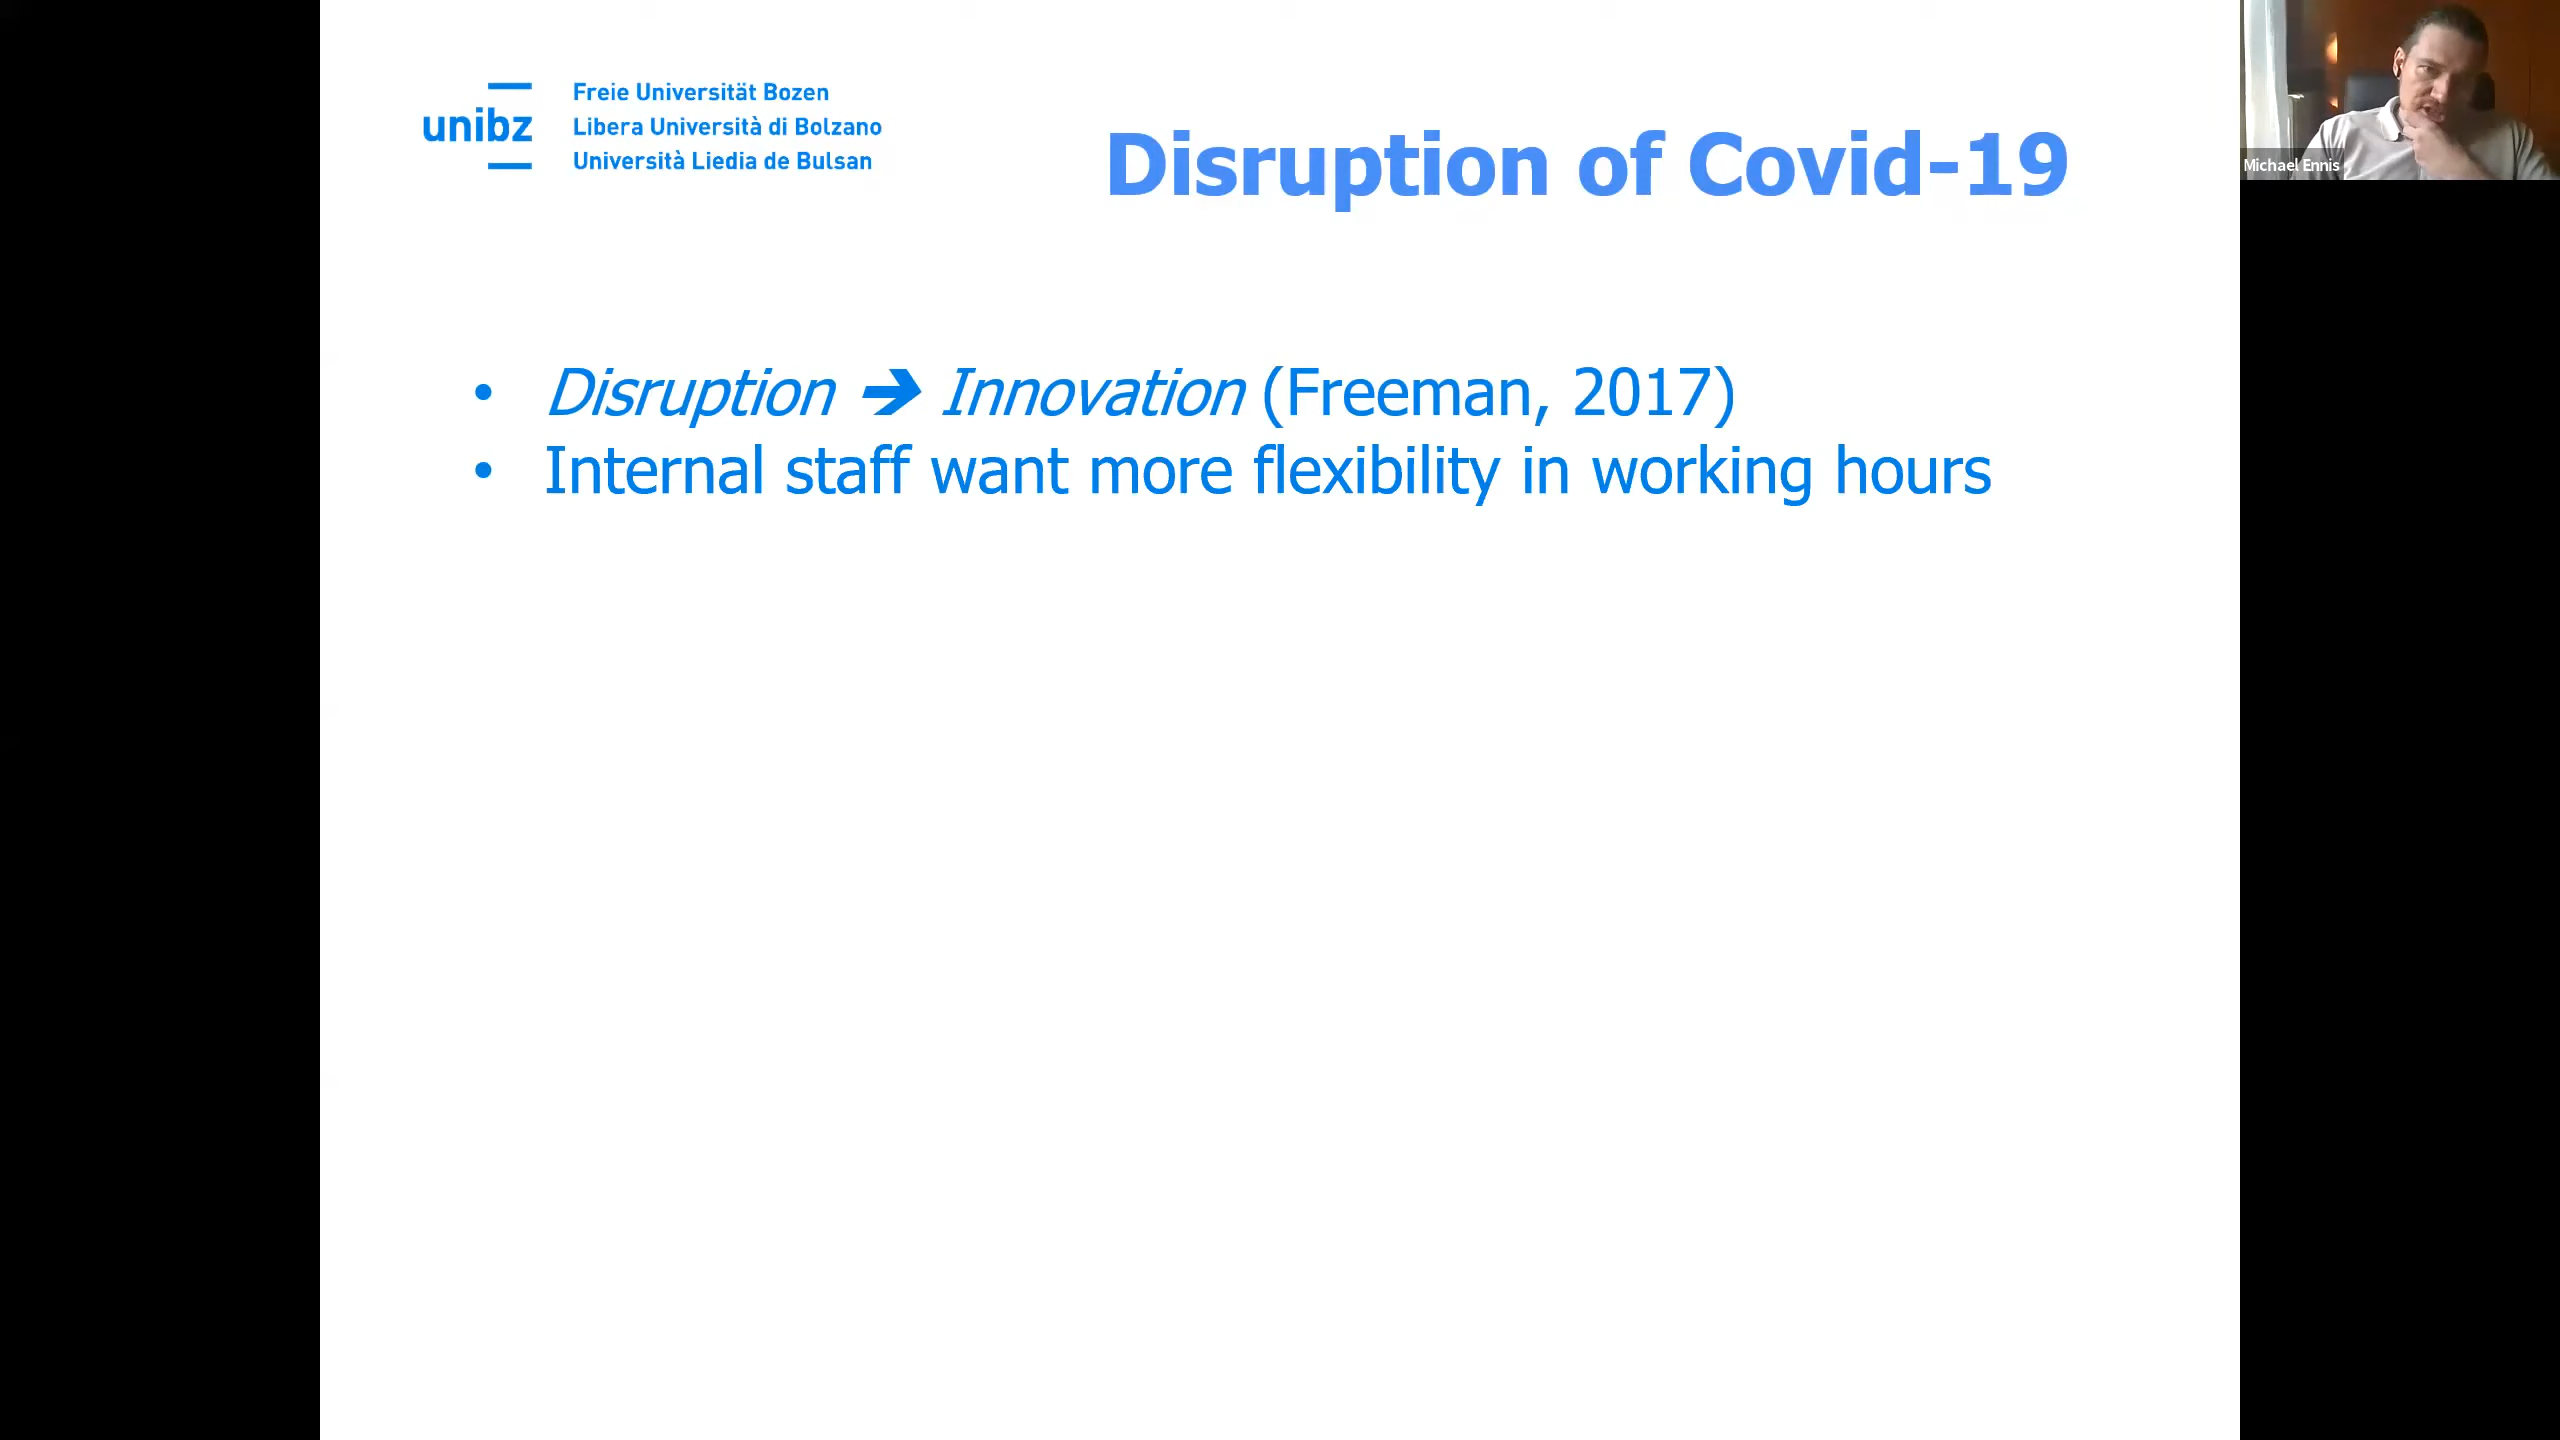 unibz
Freie Universität Bozen
Libera Università di Bolzano
Università Liedia de Bulsan
Disruption of Covid-19
Michael Ennis
• Disruption ➔ Innovation (Freeman, 2017)
• Internal staff want more flexibility in working hours